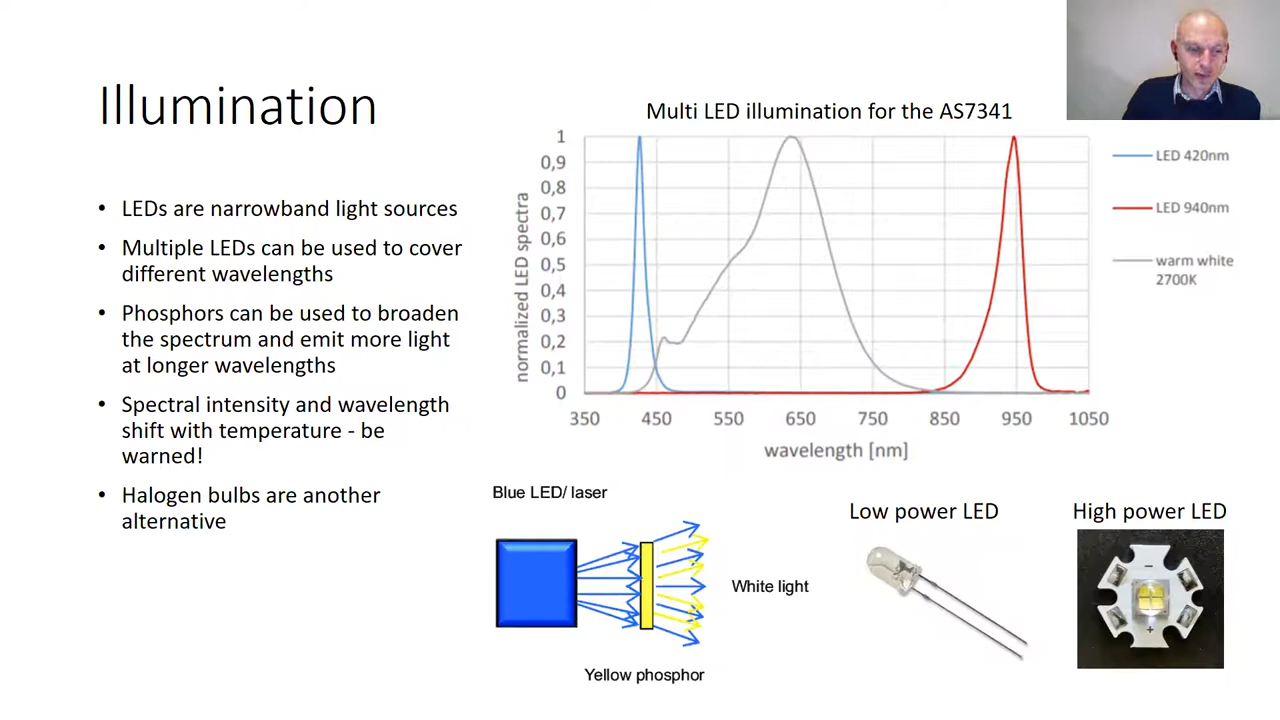 Illumination
• LEDs are narrowband light sources
• Multiple LEDs can be used to cover
different wavelengths
• Phosphors can be used to broaden
the spectrum and emit more light
at longer wavelengths
• Spectral intensity and wavelength
shift with temperature - be
warned!
• Halogen bulbs are another
alternative
Multi LED illumination for the AS7341
normalized LED spectra
1
0,9
0,8
0,7
0,6
0,5
0,4
0,3
0,2
0,1
0
350 450 550 650 750 850 950 1050
wavelength [nm]
LED 420nm
LED 940nm
warm white
2700K
Blue LED/ laser
White light
Yellow phosphor
Low power LED
High power LED
-
+